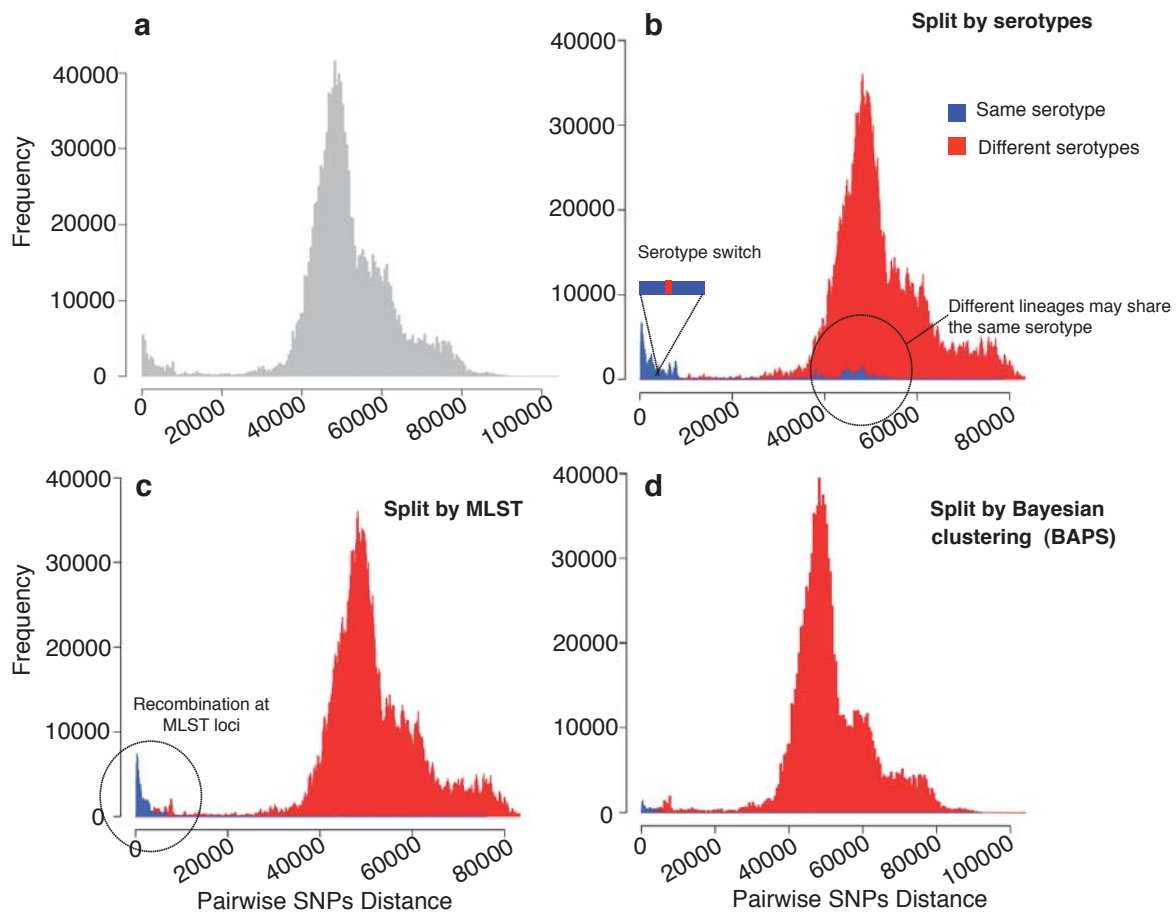 a
Frequency
40000
30000
20000
10000
0
0
20000
40000
60000
80000
100000
b
Split by serotypes
40000
30000
20000
10000
0
Same serotype
Different serotypes
Serotype switch
Different lineages may share
the same serotype
0
20000
40000
60000
80000
c
Split by MLST
Frequency
40000
30000
20000
10000
0
Recombination at
MLST loci
0
20000
40000
60000
80000
Pairwise SNPs Distance
d
Split by Bayesian
clustering (BAPS)
40000
30000
20000
10000
0
0
20000
40000
60000
80000
100000
Pairwise SNPs Distance